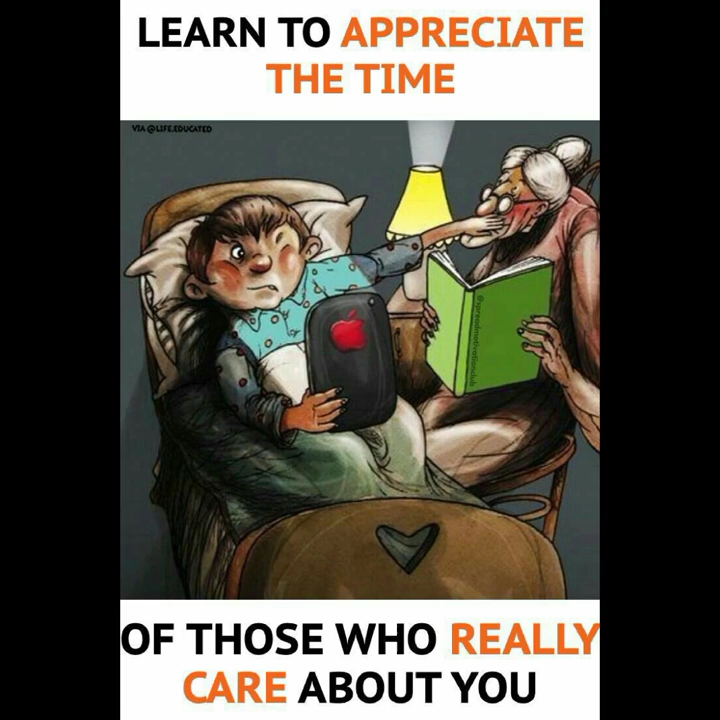 LEARN TO APPRECIATE
THE TIME
VIA @LIFE.EDUCATED
OF THOSE WHO REALLY
CARE ABOUT YOU